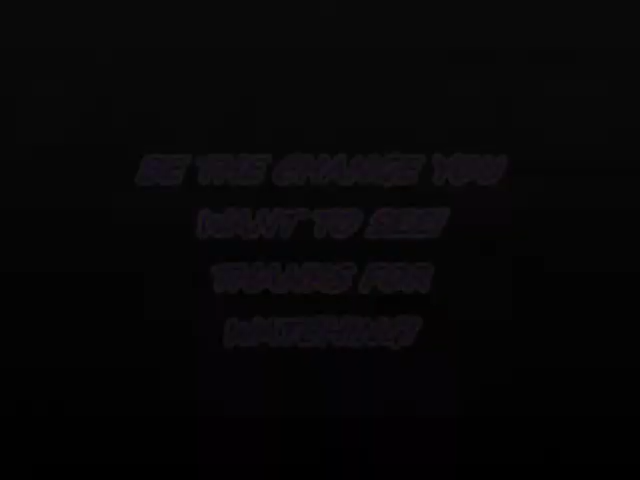 BE THE CHANGE YOU
WANT TO SEE!
THANKS FOR
WATCHING!